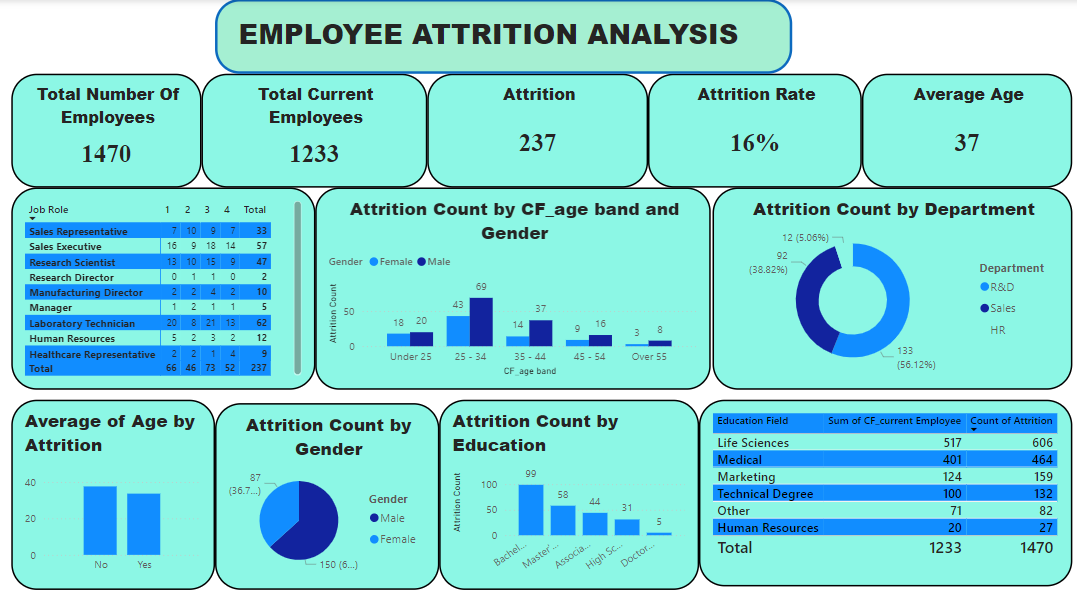 EMPLOYEE ATTRITION ANALYSIS
Total Number Of
Employees
1470
Total Current
Employees
1233
Attrition
237
Attrition Rate
16%
Average Age
37
Job Role 1 2 3 4 Total
Sales Representative 7 10 9 7 33
Sales Executive 16 9 18 14 57
Research Scientist 13 10 15 9 47
Research Director 0 1 1 0 2
Manufacturing Director 2 2 4 2 10
Manager 1 2 1 1 5
Laboratory Technician 20 8 21 13 62
Human Resources 5 2 3 2 12
Healthcare Representative 2 2 1 4 9
Total 66 46 73 52 237
Attrition Count by CF_age band and
Gender
Gender Female Male
Attrition Count
50
0
18 20
43 69
14 37
9 16
3 8
Under 25 25 - 34 35 - 44 45 - 54 Over 55
CF_age band
Attrition Count by Department
12 (5.06%)
92
(38.82%)
133
(56.12%)
Department
R&D
Sales
HR
Average of Age by
Attrition
40
20
0
No Yes
Attrition Count by
Gender
87
(36.7...)
150 (6...)
Gender
Male
Female
Attrition Count by
Education
Attrition Count
100
50
0
99 58 44 31 5
Bachel... Master'... Associa... High Sc... Doctor...
Education Field Sum of CF_current Employee Count of Attrition
Life Sciences 517 606
Medical 401 464
Marketing 124 159
Technical Degree 100 132
Other 71 82
Human Resources 20 27
Total 1233 1470